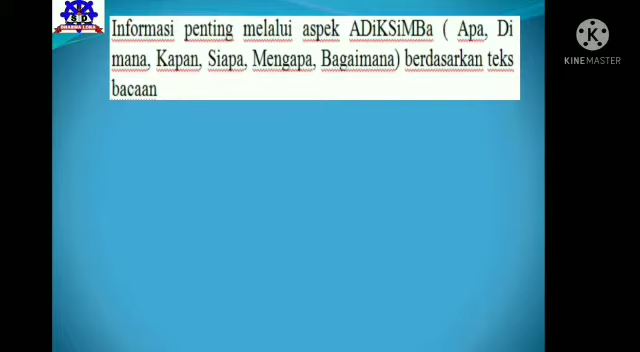 Informasi penting melalui aspek ADiKSiMBa ( Apa, Di
mana, Kapan, Siapa, Mengapa, Bagaimana) berdasarkan teks
bacaan
KINEMASTER